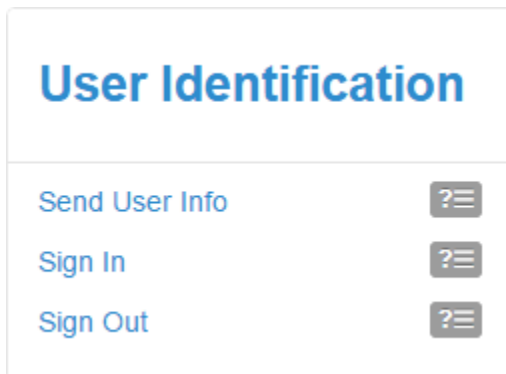 User Identification
Send User Info ?☰
Sign In ?☰
Sign Out ?☰